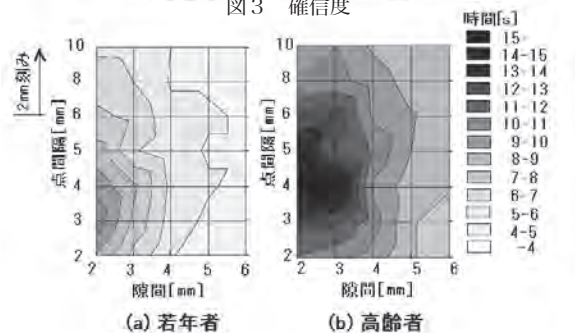 図3 確信度
時間[s]
15-
14-15
13-14
12-13
11-12
10-11
9-10
8-9
7-8
6-7
5-6
4-5
-4
2mm刻み
点間隔[mm]
10
8
6
5
4
3
2
2 3 4 5 6
隙間[mm]
(a) 若年者
点間隔[mm]
10
8
6
5
4
3
2
2 3 4 5 6
隙間[mm]
(b) 高齢者